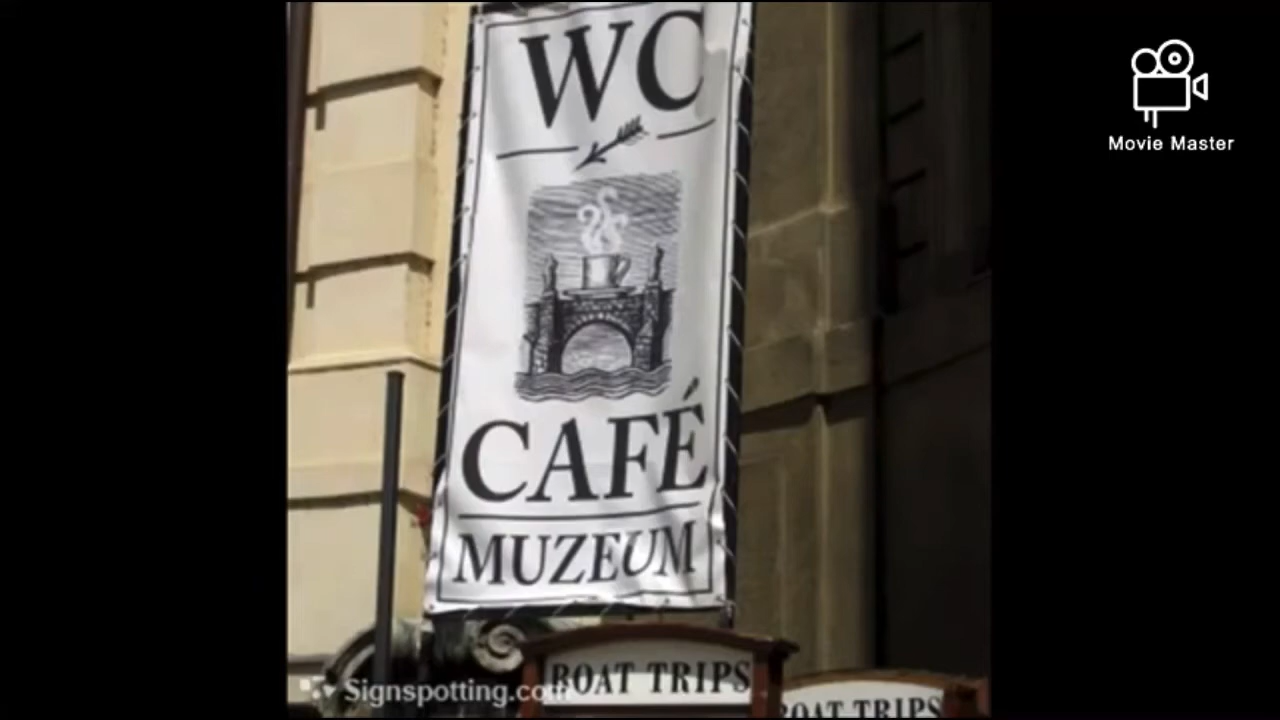 WC
CAFÉ
MUZEUM
BOAT TRIPS
BOAT TRIPS
Signspotting.com
Movie Master